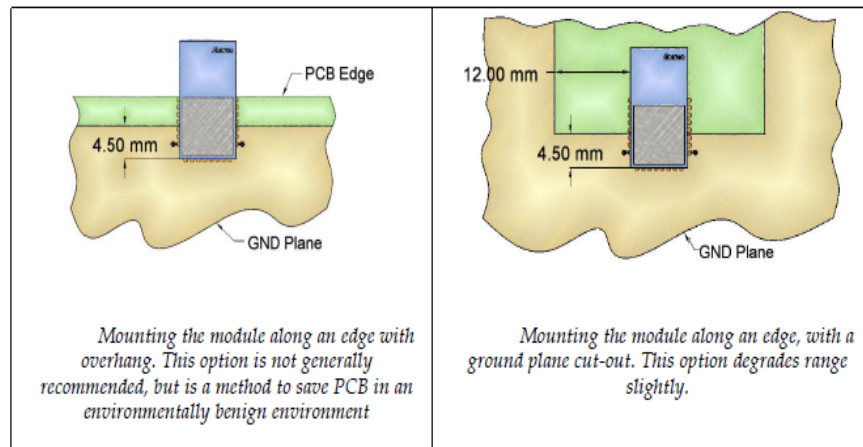 PCB Edge
4.50 mm
GND Plane
Mounting the module along an edge with
overhang. This option is not generally
recommended, but is a method to save PCB in an
environmentally benign environment
12.00 mm
4.50 mm
GND Plane
Mounting the module along an edge, with a
ground plane cut-out. This option degrades range
slightly.